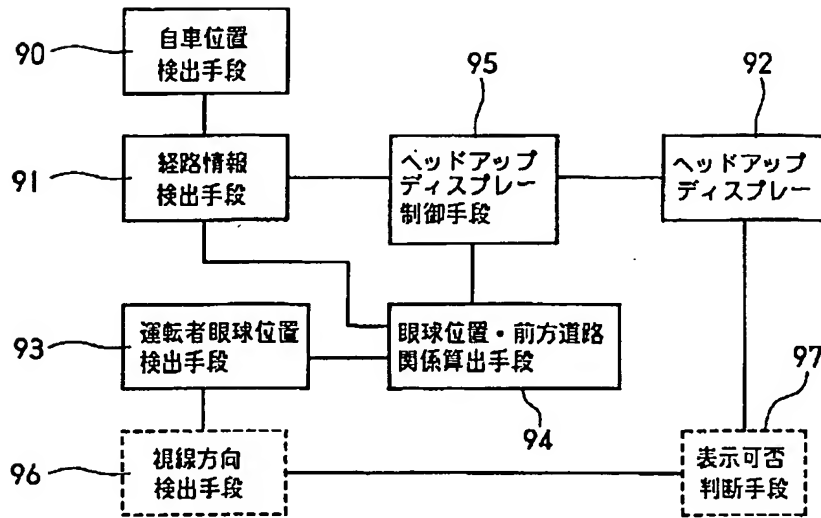 90
自車位置
検出手段
91
経路情報
検出手段
95
ヘッドアップ
ディスプレー
制御手段
92
ヘッドアップ
ディスプレー
93
運転者眼球位置
検出手段
眼球位置・前方道路
関係算出手段
94
96
視線方向
検出手段
97
表示可否
判断手段